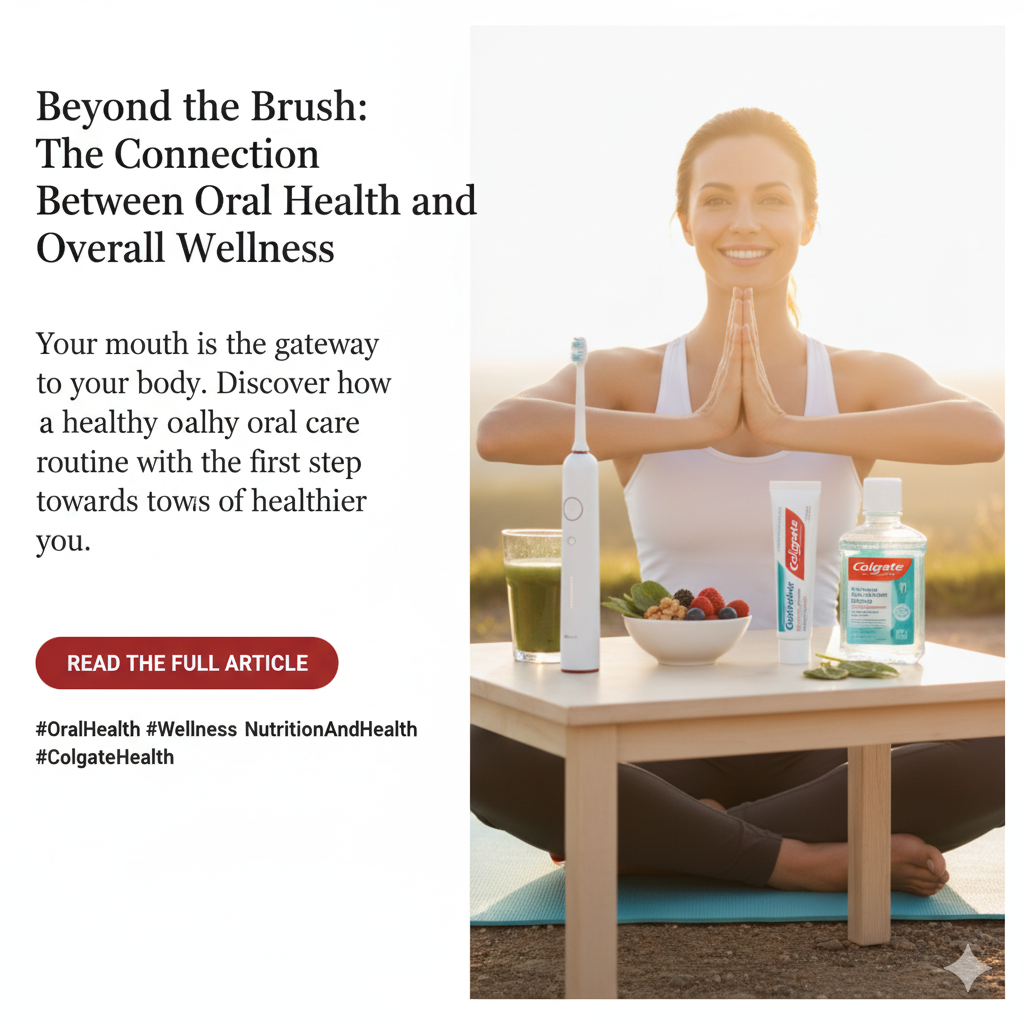 Beyond the Brush:
The Connection
Between Oral Health and
Overall Wellness
Your mouth is the gateway
to your body. Discover how
a healthy oalhy oral care
routine with the first step
towards tows of healthier
you.
READ THE FULL ARTICLE
#OralHealth #Wellness NutritionAndHealth
#ColgateHealth
Colgate
Colgate